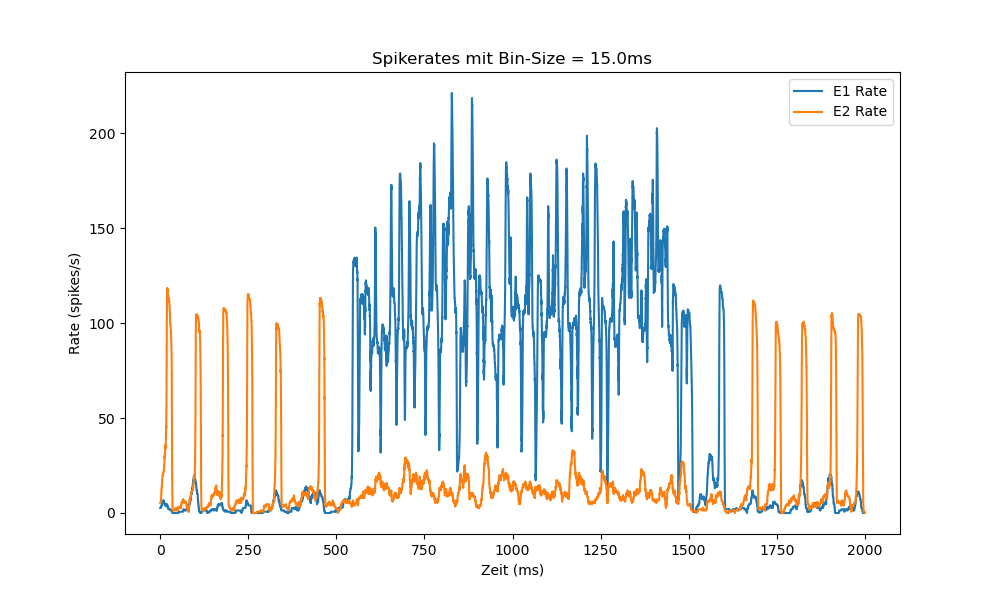 Spikerates mit Bin-Size = 15.0ms
E1 Rate
E2 Rate
Rate (spikes/s)
200
150
100
50
0
0 250 500 750 1000 1250 1500 1750 2000
Zeit (ms)